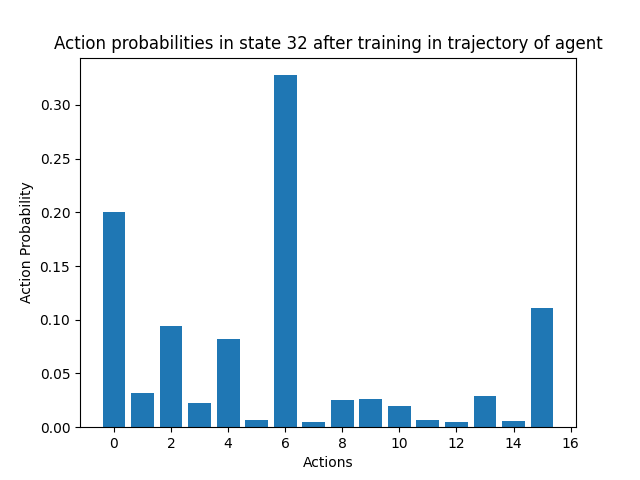 Action probabilities in state 32 after training in trajectory of agent
Action Probability
0.30
0.25
0.20
0.15
0.10
0.05
0.00
0 2 4 6 8 10 12 14 16
Actions